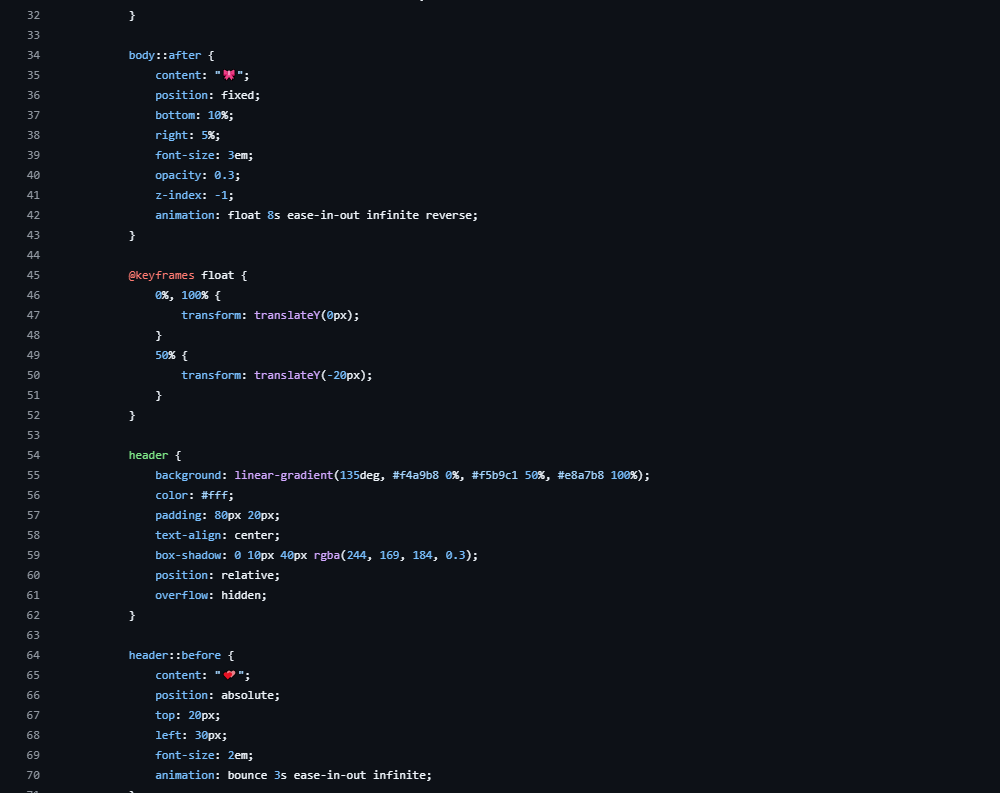 32 }
33
34 body::after {
35 content: "🎀";
36 position: fixed;
37 bottom: 10%;
38 right: 5%;
39 font-size: 3em;
40 opacity: 0.3;
41 z-index: -1;
42 animation: float 8s ease-in-out infinite reverse;
43 }
44
45 @keyframes float {
46 0%, 100% {
47 transform: translateY(0px);
48 }
49 50% {
50 transform: translateY(-20px);
51 }
52 }
53
54 header {
55 background: linear-gradient(135deg, #f4a9b8 0%, #f5b9c1 50%, #e8a7b8 100%);
56 color: #fff;
57 padding: 80px 20px;
58 text-align: center;
59 box-shadow: 0 10px 40px rgba(244, 169, 184, 0.3);
60 position: relative;
61 overflow: hidden;
62 }
63
64 header::before {
65 content: "💝";
66 position: absolute;
67 top: 20px;
68 left: 30px;
69 font-size: 2em;
70 animation: bounce 3s ease-in-out infinite;